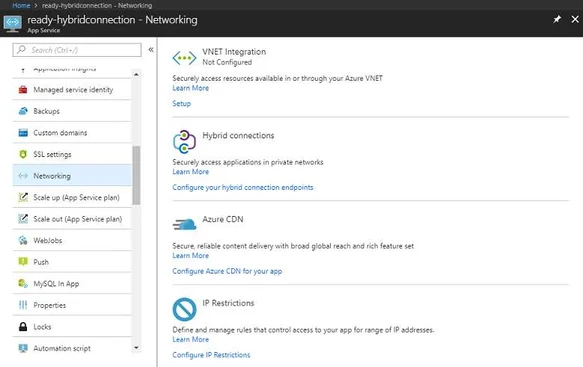 Home > ready-hybridconnection - Networking
ready-hybridconnection - Networking
App Service
Search (Ctrl+/)
Application Insights
Managed service identity
Backups
Custom domains
SSL settings
Networking
Scale up (App Service plan)
Scale out (App Service plan)
WebJobs
Push
MySQL In App
Properties
Locks
Automation script
VNET Integration
Not Configured
Securely access resources available in or through your Azure VNET
Learn More
Setup
Hybrid connections
Securely access applications in private networks
Learn More
Configure your hybrid connection endpoints
Azure CDN
Secure, reliable content delivery with broad global reach and rich feature set
Learn More
Configure Azure CDN for your app
IP Restrictions
Define and manage rules that control access to your app for range of IP addresses.
Learn More
Configure IP Restrictions